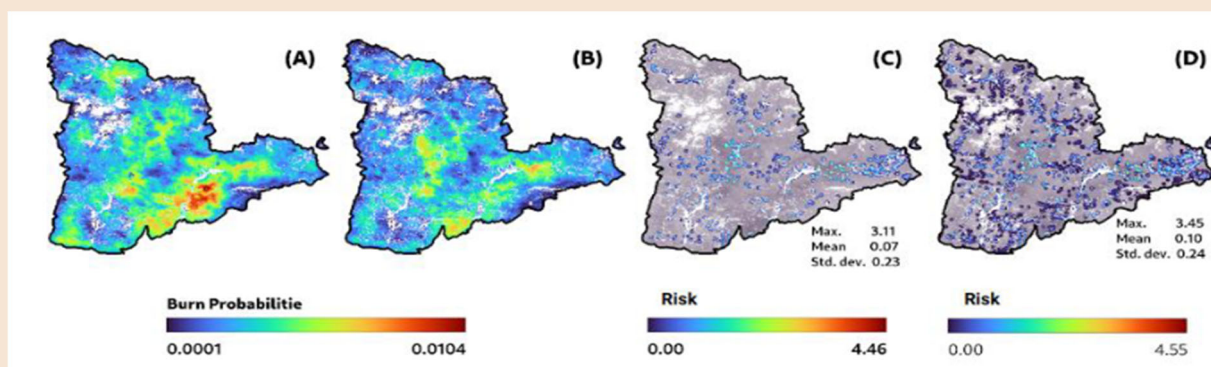 (A)
(B)
(C)
(D)
Max. 3.11
Mean 0.07
Std. dev. 0.23
Max. 3.45
Mean 0.10
Std. dev. 0.24
Burn Probabilitie
0.0001 0.0104
Risk
0.00 4.46
Risk
0.00 4.55